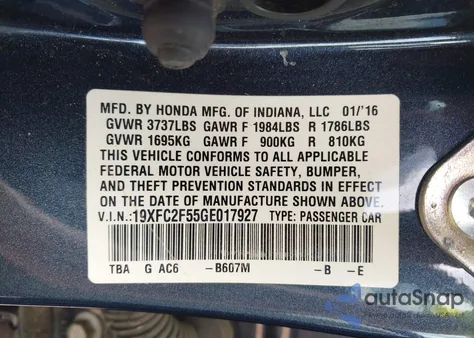 MFD. BY HONDA MFG. OF INDIANA, LLC 01/16
GVWR 3737LBS GAWR F 1984LBS R 1786LBS
GVWR 1695KG GAWR F 900KG R 810KG
THIS VEHICLE CONFORMS TO ALL APPLICABLE
FEDERAL MOTOR VEHICLE SAFETY, BUMPER,
AND THEFT PREVENTION STANDARDS IN EFFECT
ON THE DATE OF MANUFACTURE SHOWN ABOVE.
V.I.N.:19XFC2F55GE017927 TYPE: PASSENGER CAR
TBA G AC6 -B607M -B -E
autoSnap